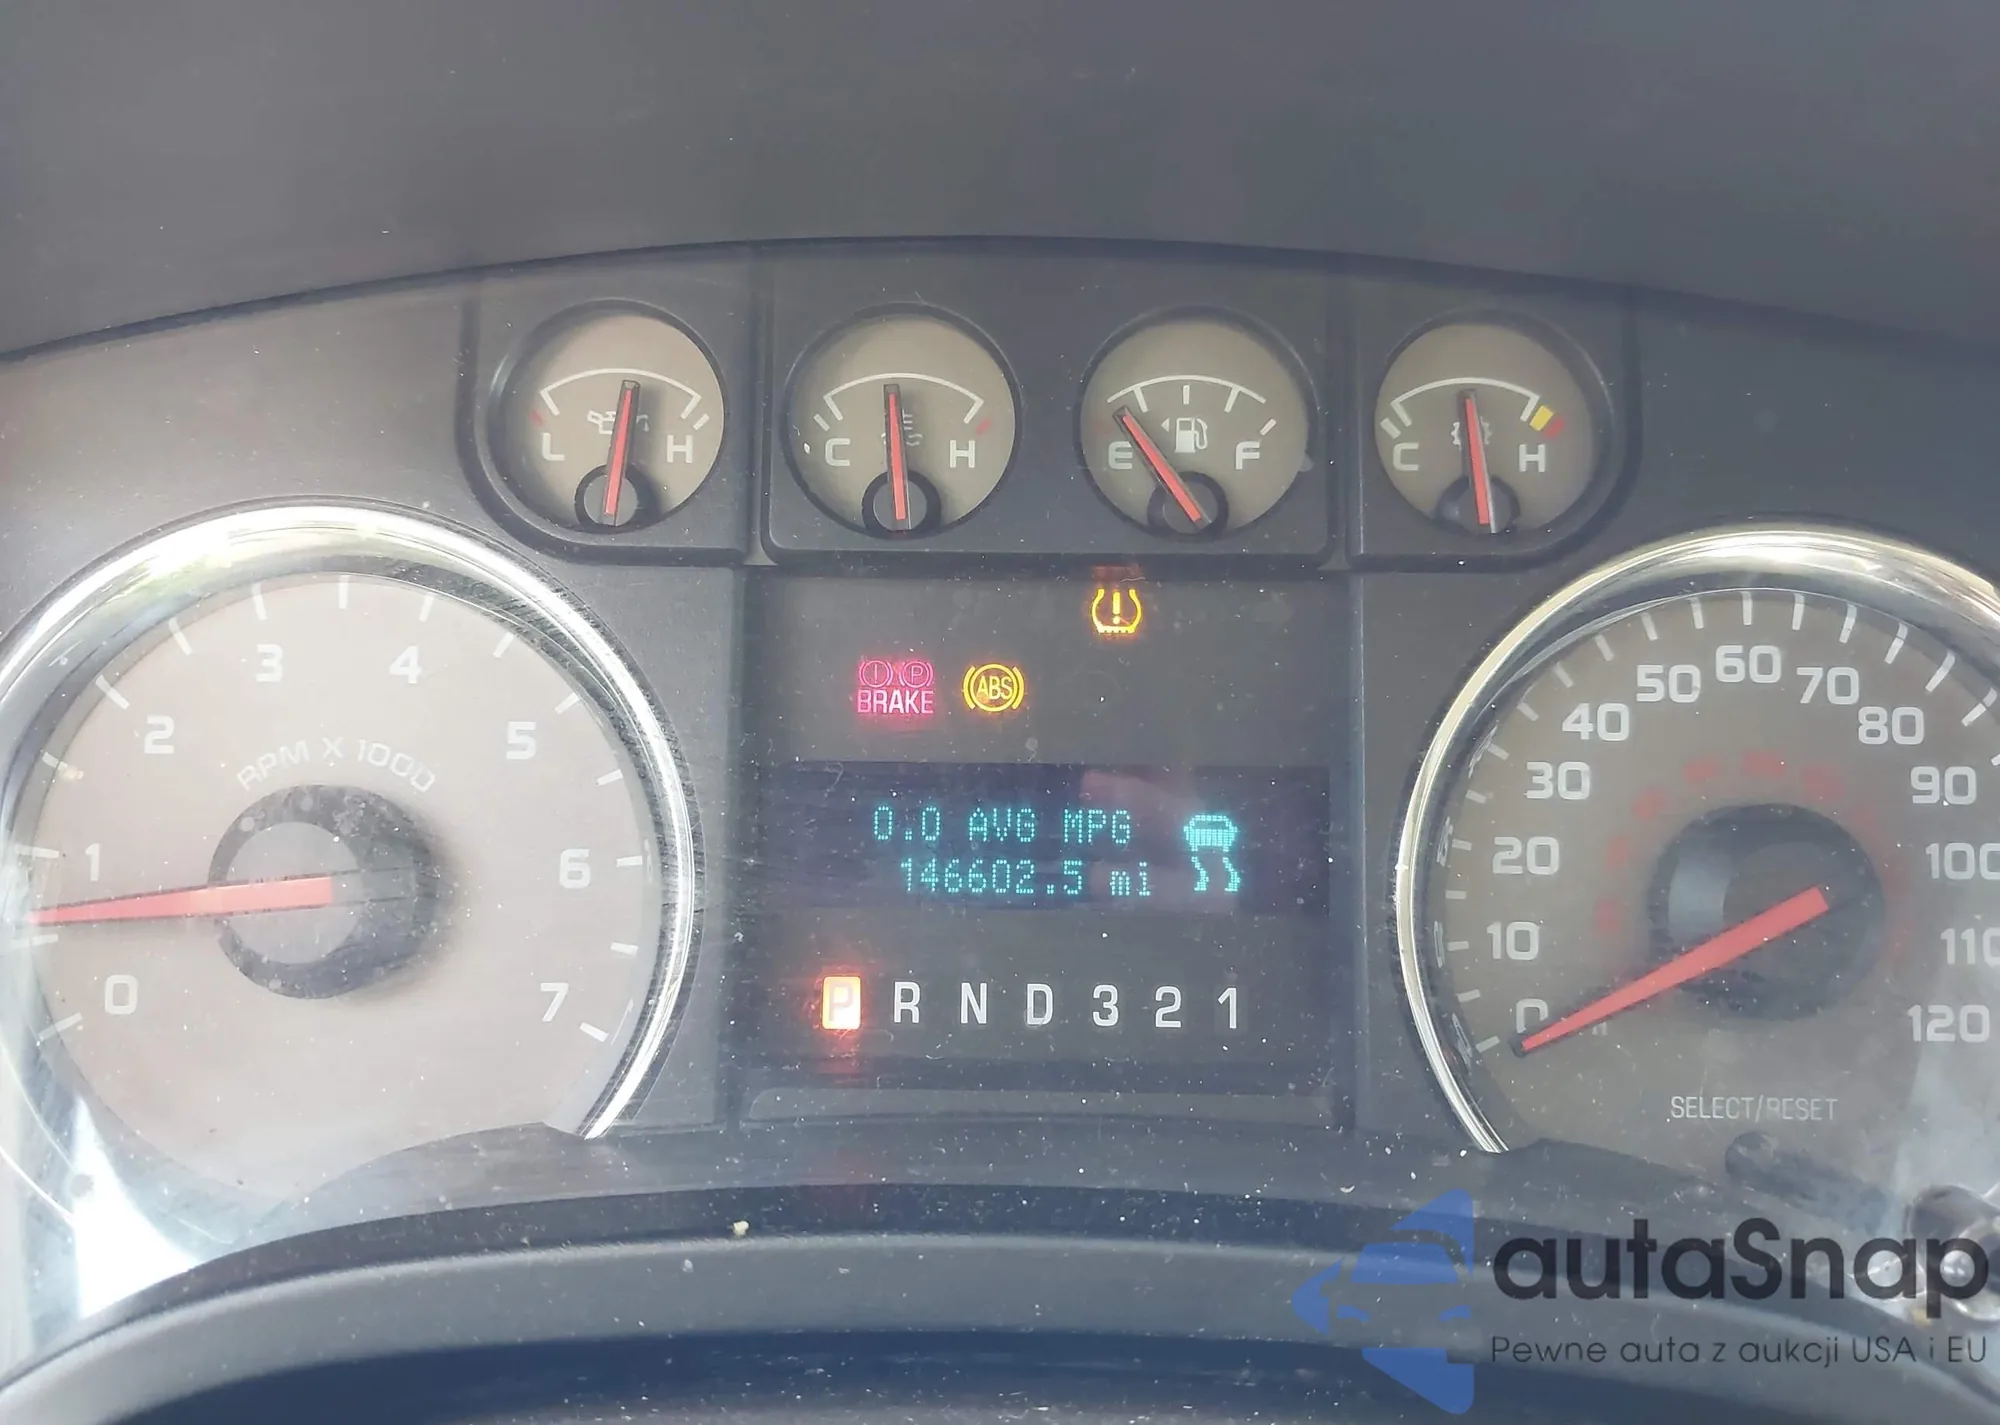 L H
C H
E F
C H
0 1 2 3 4 5 6 7
RPM X 1000
BRAKE
P
ABS
0.0 AVG MPG
146602.5 mi
P R N D 3 2 1
0 10 20 30 40 50 60 70 80 90 100 110 120
SELECT/RESET
autaSnap
Pewne auta z aukcji USA i EU